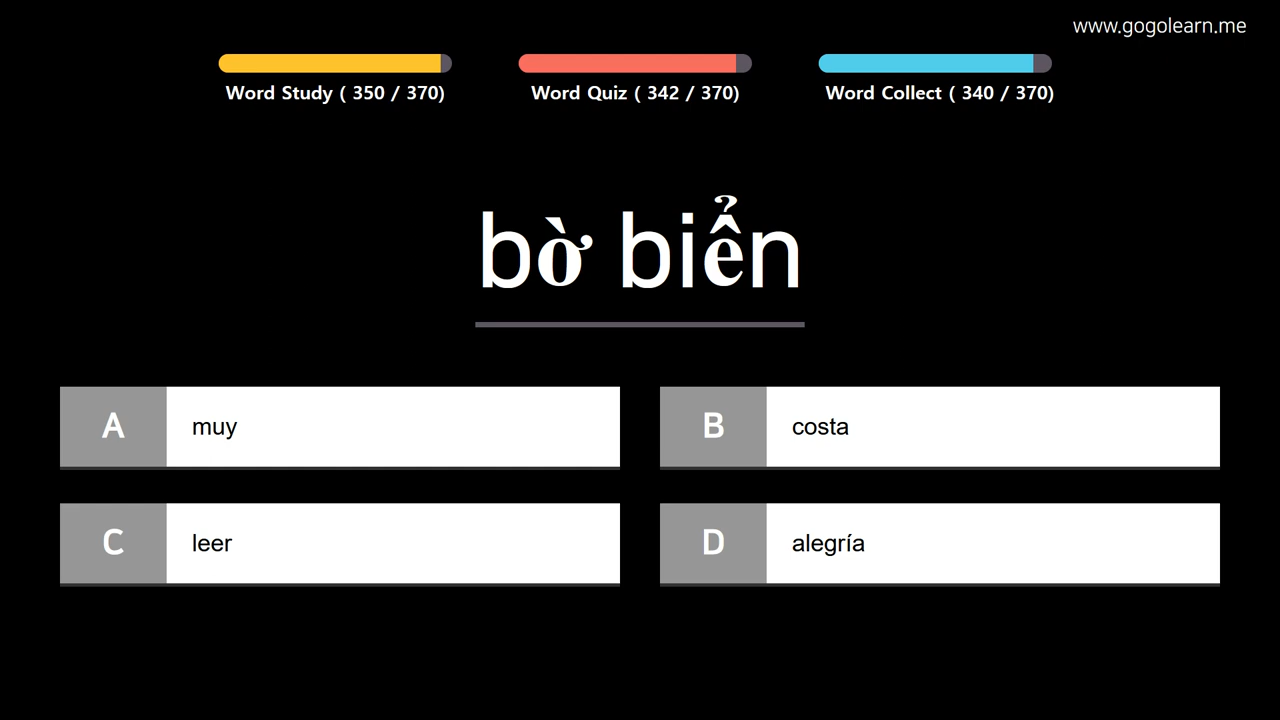 www.gogolearn.me
Word Study ( 350 / 370)
Word Quiz ( 342 / 370)
Word Collect ( 340 / 370)
bờ biển
A muy
B costa
C leer
D alegría